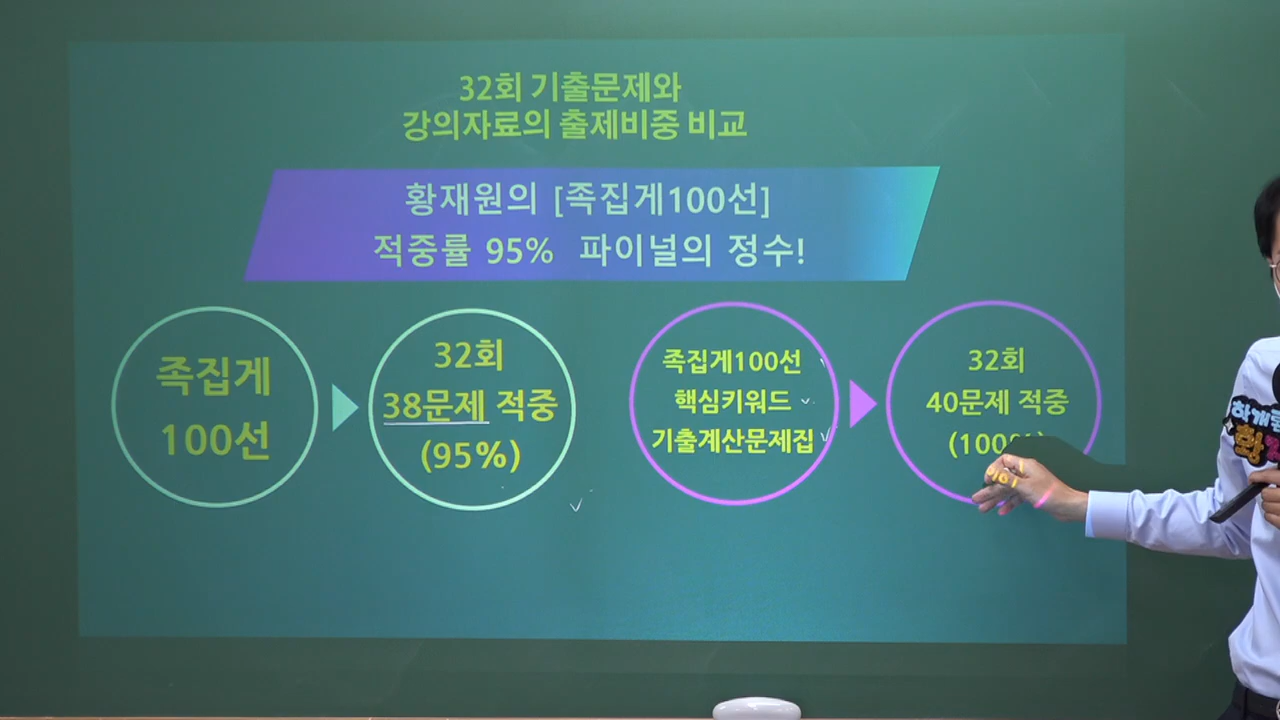 32회 기출문제와
강의자료의 출제비중 비교
황재원의 [족집게100선]
적중률 95% 파이널의 정수!
족집게
100선
32회
38문제 적중
(95%)
족집게100선
핵심키워드
기출계산문제집
32회
40문제 적중